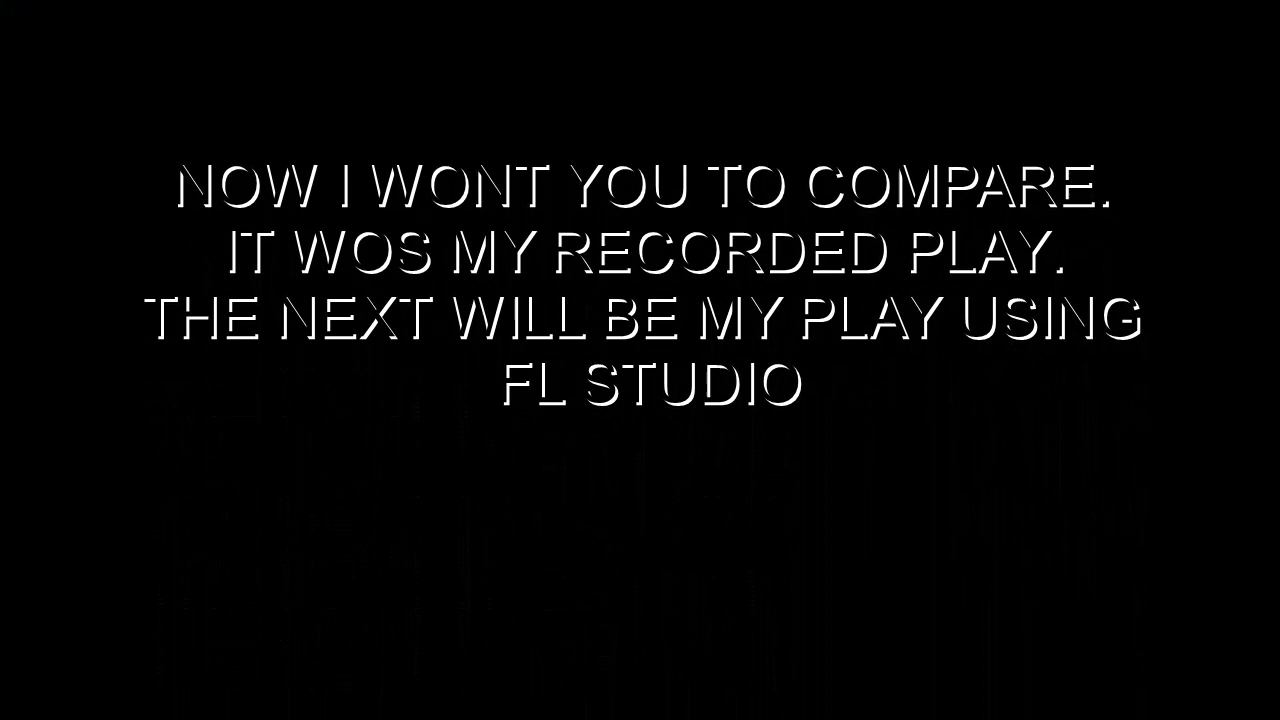 NOW I WONT YOU TO COMPARE.
IT WOS MY RECORDED PLAY.
THE NEXT WILL BE MY PLAY USING
FL STUDIO